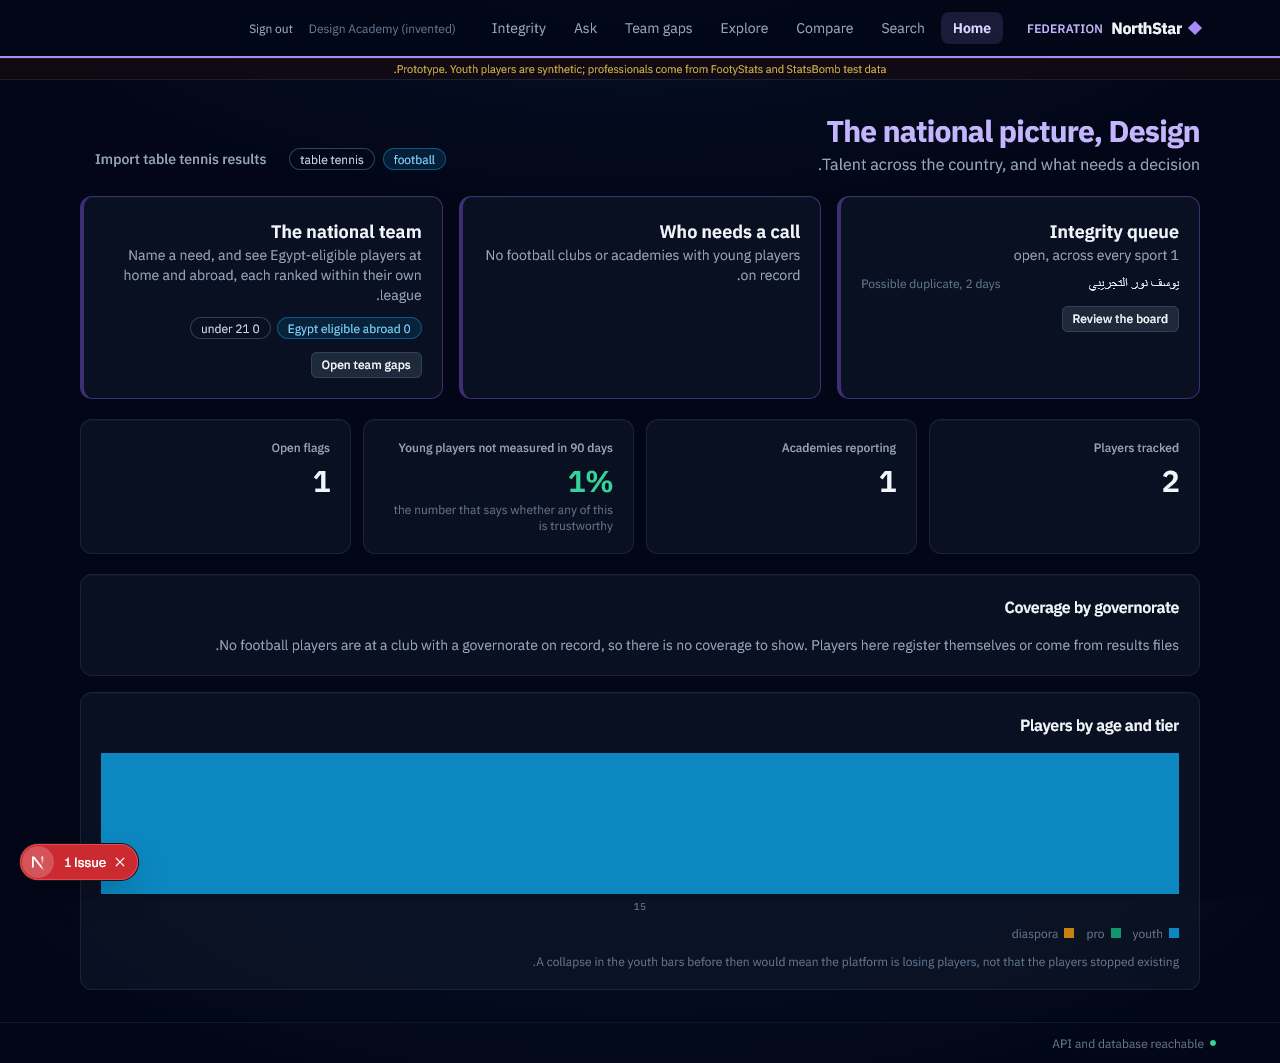 NorthStar FEDERATION
Home
Search
Compare
Explore
Team gaps
Ask
Integrity
Design Academy (invented)
Sign out
.Prototype. Youth players are synthetic; professionals come from FootyStats and StatsBomb test data
The national picture, Design
.Talent across the country, and what needs a decision
football
table tennis
Import table tennis results
Integrity queue
open, across every sport 1
يوسف نور التجريبي
Possible duplicate, 2 days
Review the board
Who needs a call
No football clubs or academies with young players
.on record
The national team
Name a need, and see Egypt-eligible players at
home and abroad, each ranked within their own
.league
Egypt eligible abroad 0
under 21 0
Open team gaps
Players tracked
2
Academies reporting
1
Young players not measured in 90 days
1%
the number that says whether any of this
is trustworthy
Open flags
1
Coverage by governorate
.No football players are at a club with a governorate on record, so there is no coverage to show. Players here register themselves or come from results files
Players by age and tier
15
youth
pro
diaspora
.A collapse in the youth bars before then would mean the platform is losing players, not that the players stopped existing
N 1 Issue
API and database reachable